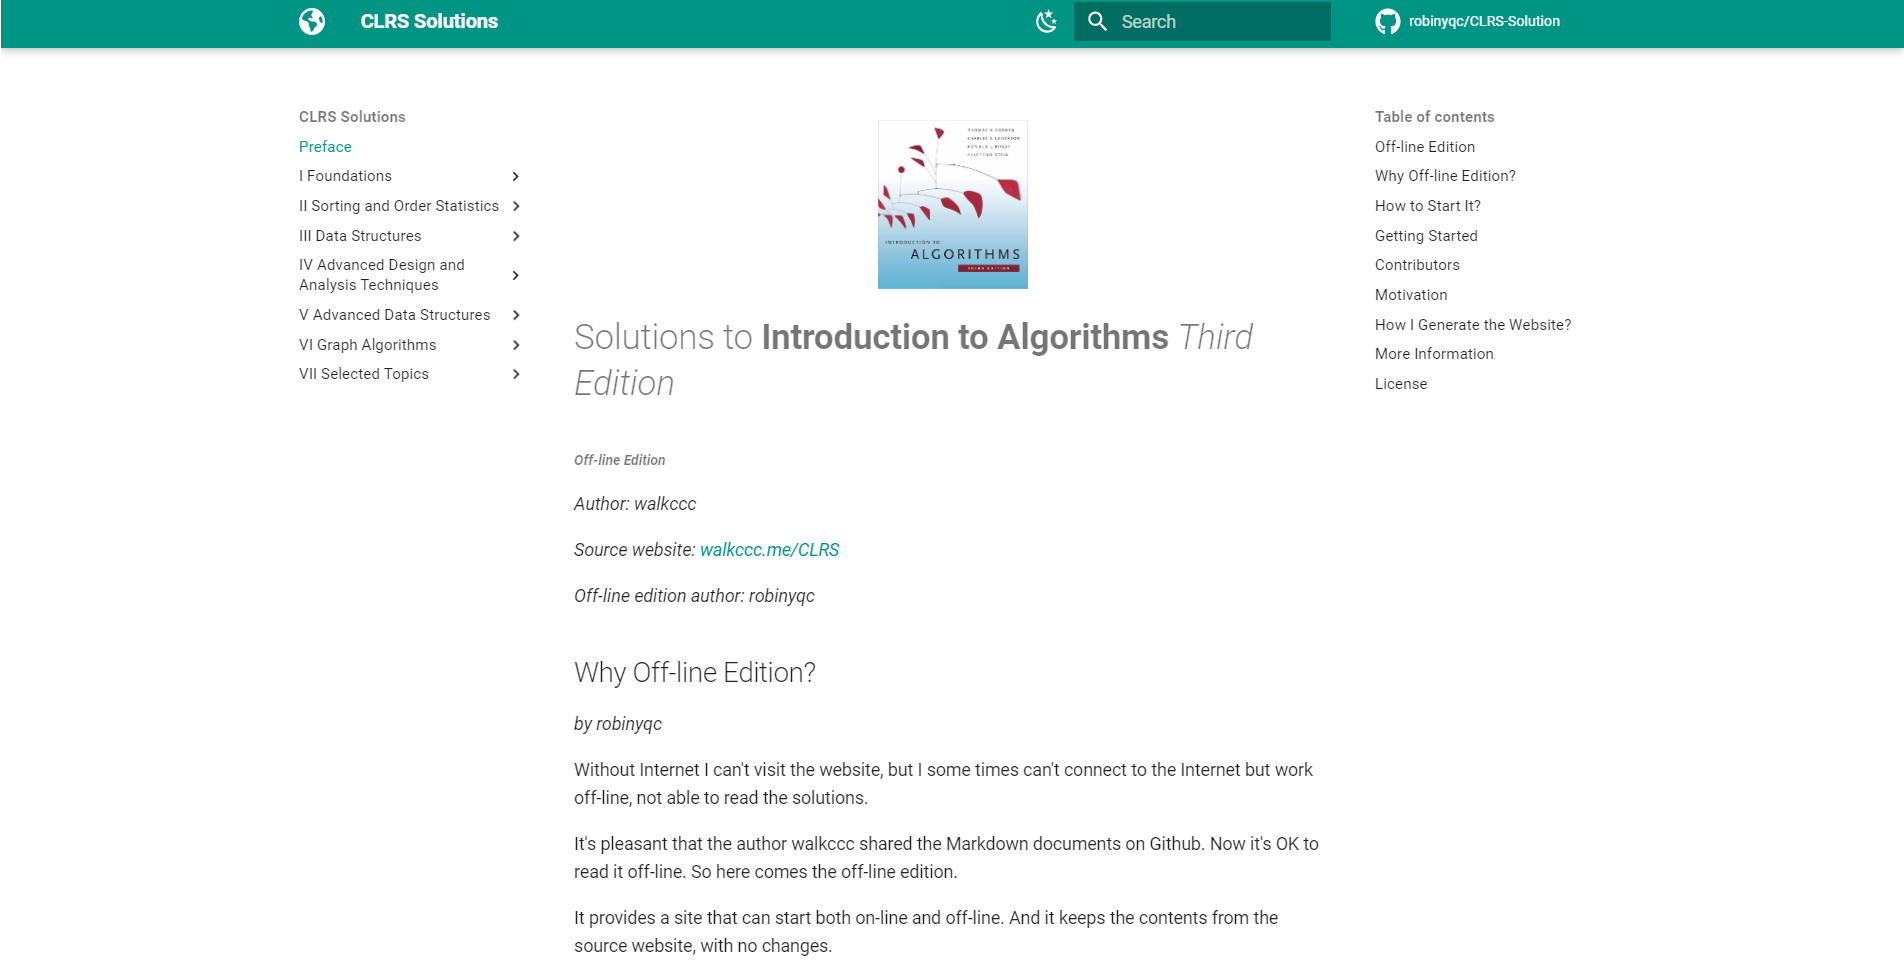 CLRS Solutions
Search
robinyqc/CLRS-Solution
CLRS Solutions
Preface
I Foundations
II Sorting and Order Statistics
III Data Structures
IV Advanced Design and
Analysis Techniques
V Advanced Data Structures
VI Graph Algorithms
VII Selected Topics
THOMAS H. CORMEN
CHARLES E. LEISERSON
RONALD L. RIVEST
CLIFFORD STEIN
INTRODUCTION TO
ALGORITHMS
THIRD EDITION
Solutions to Introduction to Algorithms Third
Edition
Off-line Edition
Author: walkccc
Source website: walkccc.me/CLRS
Off-line edition author: robinyqc
Why Off-line Edition?
by robinyqc
Without Internet I can't visit the website, but I some times can't connect to the Internet but work
off-line, not able to read the solutions.
It's pleasant that the author walkccc shared the Markdown documents on Github. Now it's OK to
read it off-line. So here comes the off-line edition.
It provides a site that can start both on-line and off-line. And it keeps the contents from the
source website, with no changes.
Table of contents
Off-line Edition
Why Off-line Edition?
How to Start It?
Getting Started
Contributors
Motivation
How I Generate the Website?
More Information
License